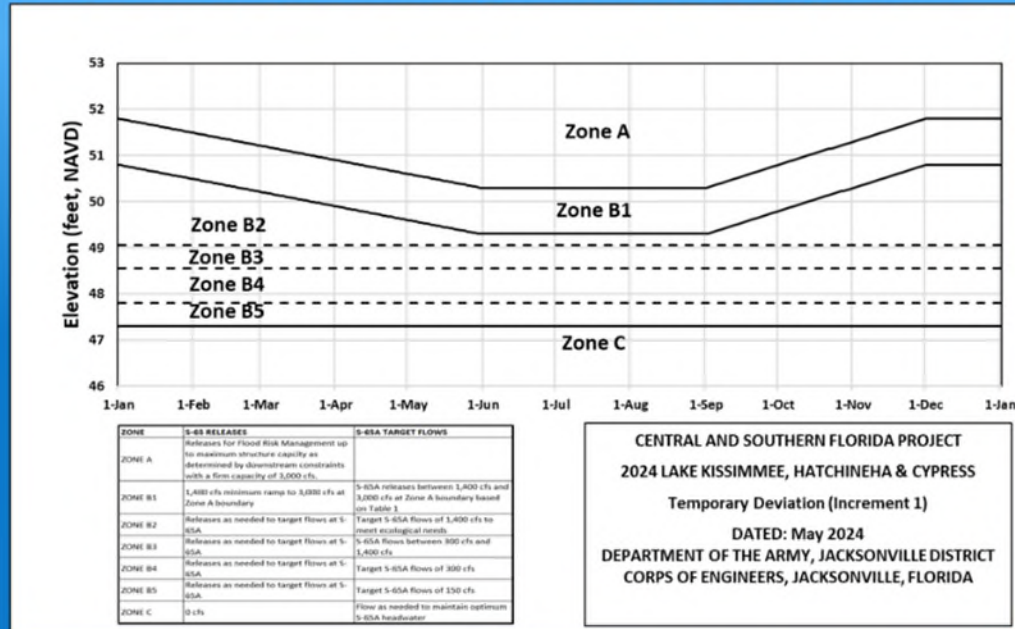 53
52
51
50
49
48
47
46
Elevation (feet, NAVD)
Zone A
Zone B1
Zone B2
Zone B3
Zone B4
Zone B5
Zone C
1-Jan 1-Feb 1-Mar 1-Apr 1-May 1-Jun 1-Jul 1-Aug 1-Sep 1-Oct 1-Nov 1-Dec 1-Jan
ZONE S-65 RELEASES S-65A TARGET FLOWS
ZONE A
Releases for Flood Risk Management up
to maximum structure capcity as
determined by downstream constraints
with a firm capacity of 3,000 cfs.
ZONE B1
1,400 cfs minimum ramp to 3,000 cfs at
Zone A boundary
S-65A releases between 1,400 cfs and
3,000 cfs at Zone A boundary based
on Table 1
ZONE B2
Releases as needed to target flows at S-
65A
Target S-65A flows of 1,400 cfs to
meet ecological needs
ZONE B3
Releases as needed to target flows at S-
65A
S-65A flows between 300 cfs and
1,400 cfs
ZONE B4
Releases as needed to target flows at S-
65A
Target S-65A flows of 300 cfs
ZONE B5
Releases as needed to target flows at S-
65A
Target S-65A flows of 150 cfs
ZONE C
0 cfs
Flow as needed to maintain optimum
S-65A headwater
CENTRAL AND SOUTHERN FLORIDA PROJECT
2024 LAKE KISSIMMEE, HATCHINEHA & CYPRESS
Temporary Deviation (Increment 1)
DATED: May 2024
DEPARTMENT OF THE ARMY, JACKSONVILLE DISTRICT
CORPS OF ENGINEERS, JACKSONVILLE, FLORIDA